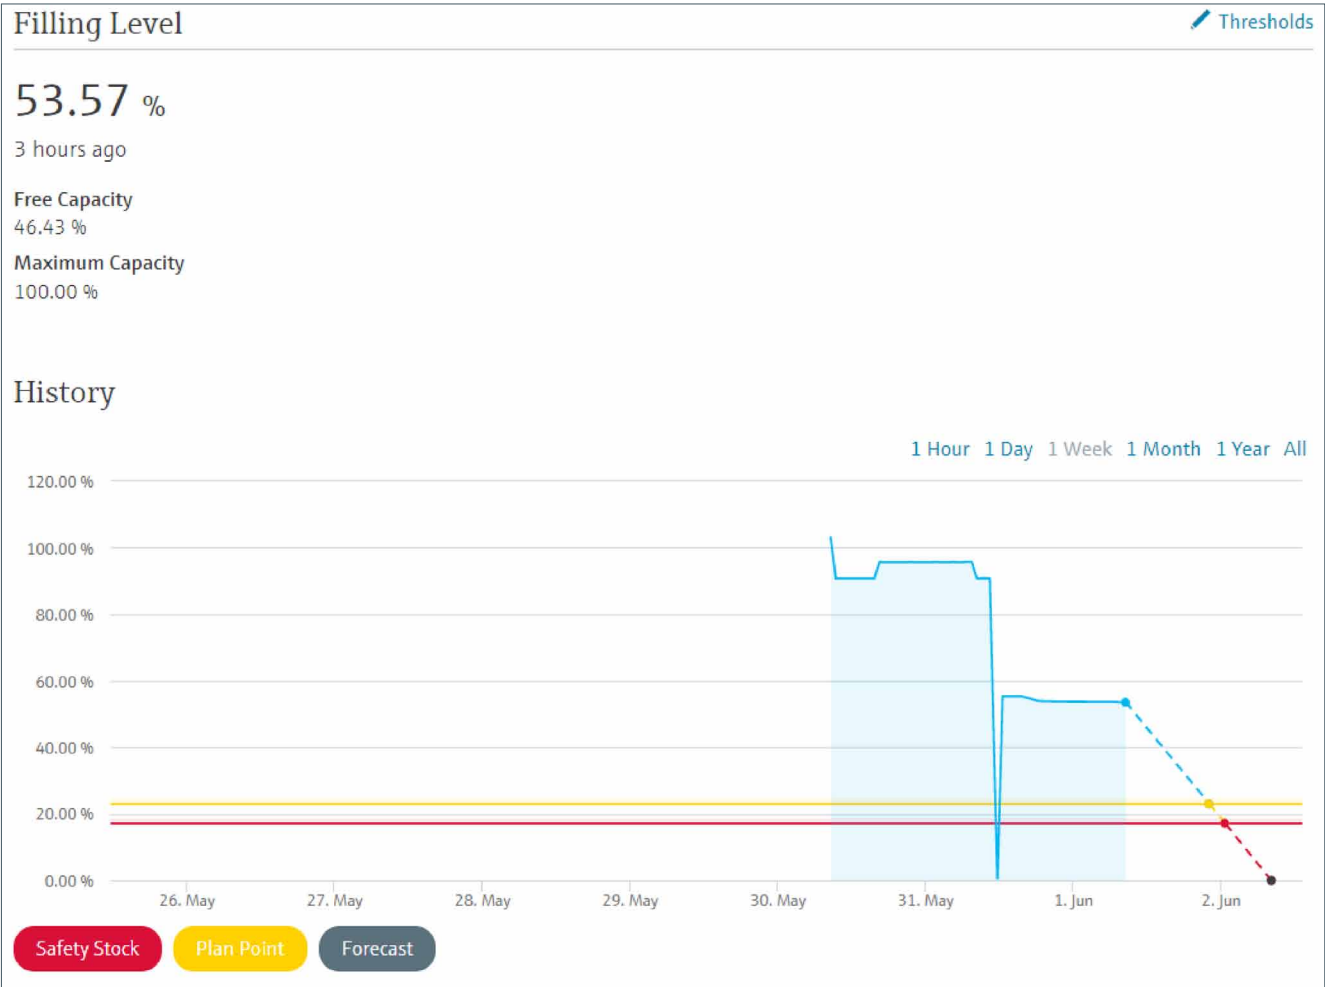 Filling Level
Thresholds
53.57 %
3 hours ago
Free Capacity
46.43 %
Maximum Capacity
100.00 %
History
1 Hour 1 Day 1 Week 1 Month 1 Year All
120.00 %
100.00 %
80.00 %
60.00 %
40.00 %
20.00 %
0.00 %
26. May 27. May 28. May 29. May 30. May 31. May 1. Jun 2. Jun
Safety Stock Plan Point Forecast